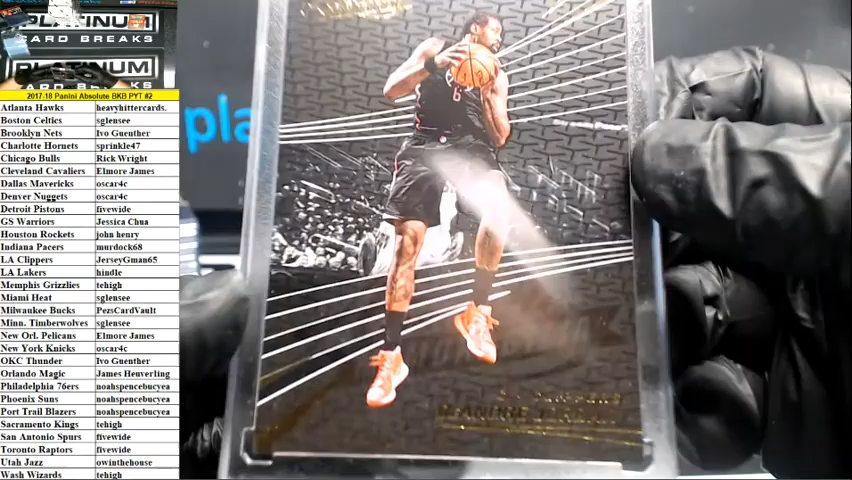 PLATINUM
CARD BREAKS
PLATINUM
CARD BREAKS
2017-18 Panini Absolute BKB PYT #2
Atlanta Hawks heavyhittercards.
Boston Celtics sglensee
Brooklyn Nets Ivo Guenther
Charlotte Hornets sprinkle47
Chicago Bulls Rick Wright
Cleveland Cavaliers Elmore James
Dallas Mavericks oscar4c
Denver Nuggets oscar4c
Detroit Pistons fivewide
GS Warriors Jessica Chua
Houston Rockets john henry
Indiana Pacers murdock68
LA Clippers JerseyGman65
LA Lakers hindle
Memphis Grizzlies tehigh
Miami Heat sglensee
Milwaukee Bucks PezsCardVault
Minn. Timberwolves sglensee
New Orl. Pelicans Elmore James
New York Knicks oscar4c
OKC Thunder Ivo Guenther
Orlando Magic James Heuverling
Philadelphia 76ers noahspencebucyea
Phoenix Suns noahspencebucyea
Port Trail Blazers noahspencebucyea
Sacramento Kings tehigh
San Antonio Spurs fivewide
Toronto Raptors fivewide
Utah Jazz owinthehouse
Wash Wizards tehigh
DEANDRE JORDAN
6